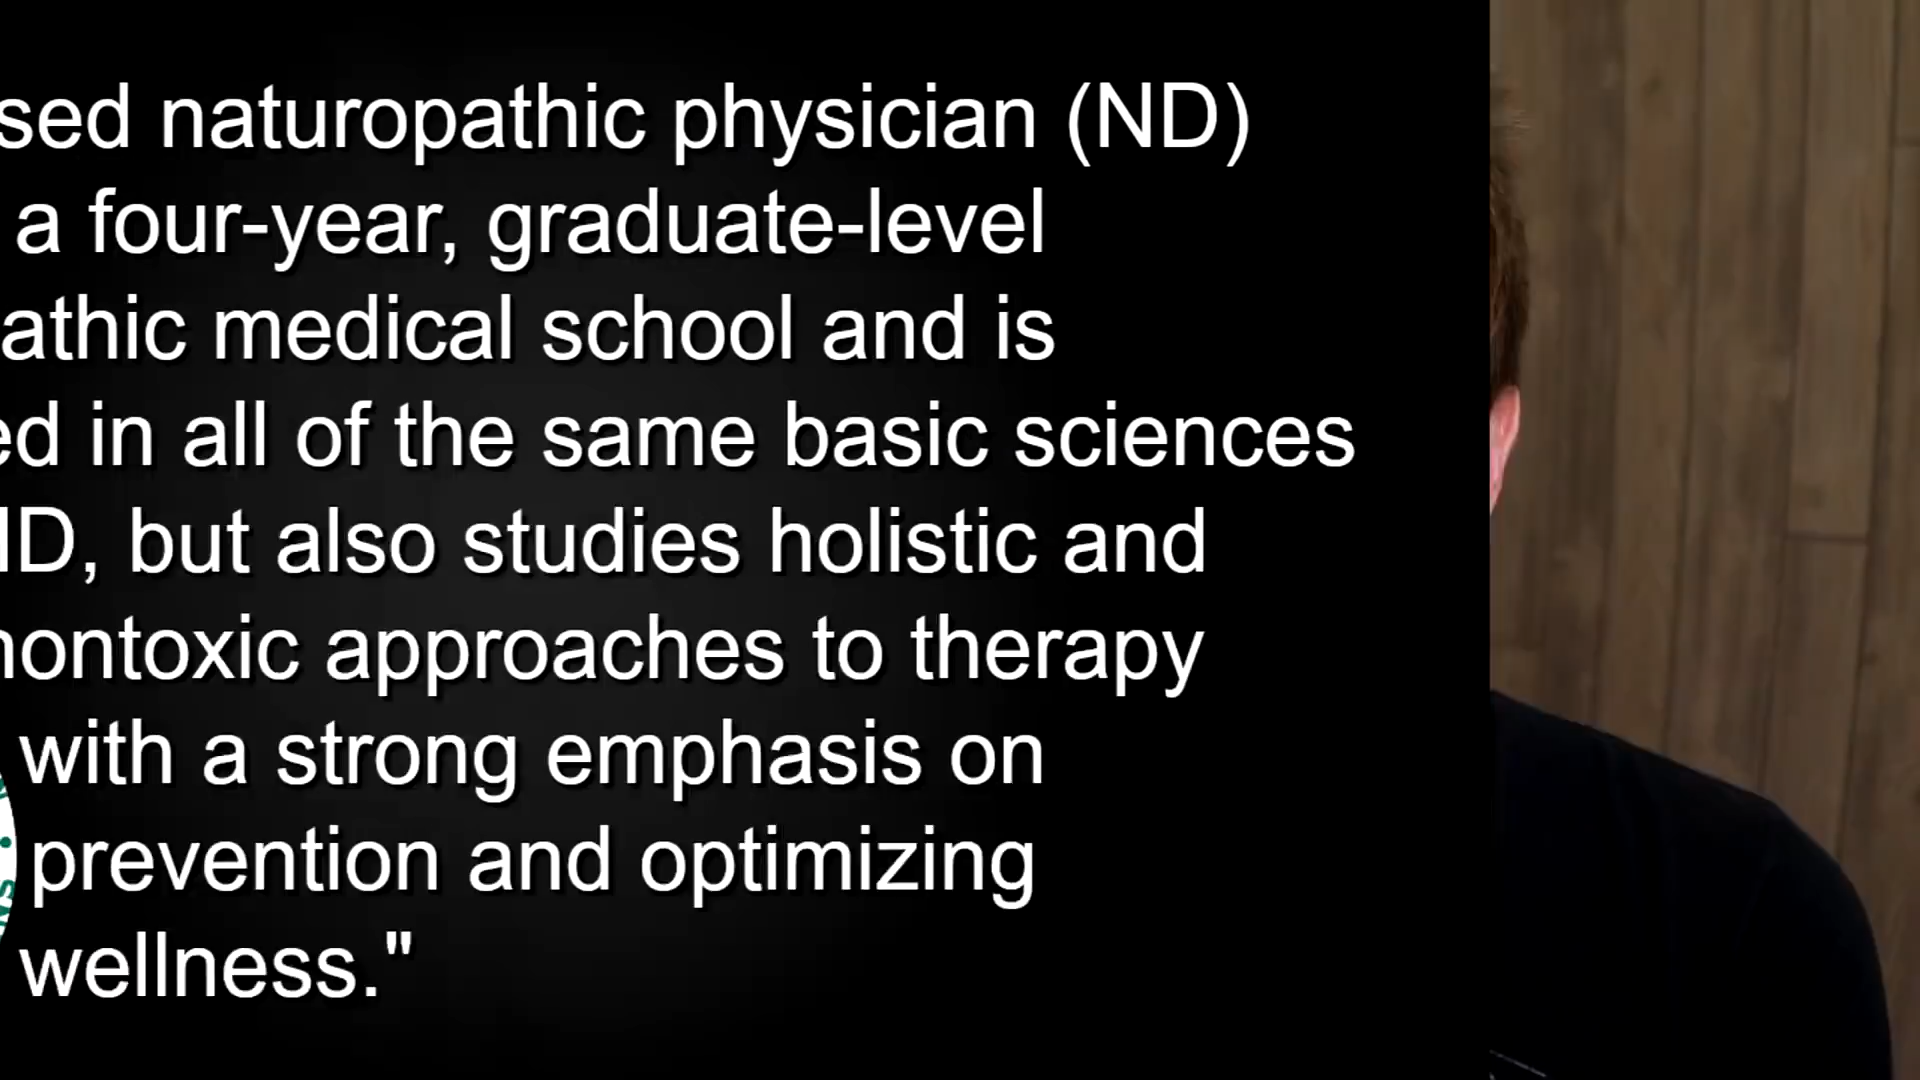 sed naturopathic physician (ND)
a four-year, graduate-level
athic medical school and is
ed in all of the same basic sciences
D, but also studies holistic and
nontoxic approaches to therapy
with a strong emphasis on
prevention and optimizing
wellness."